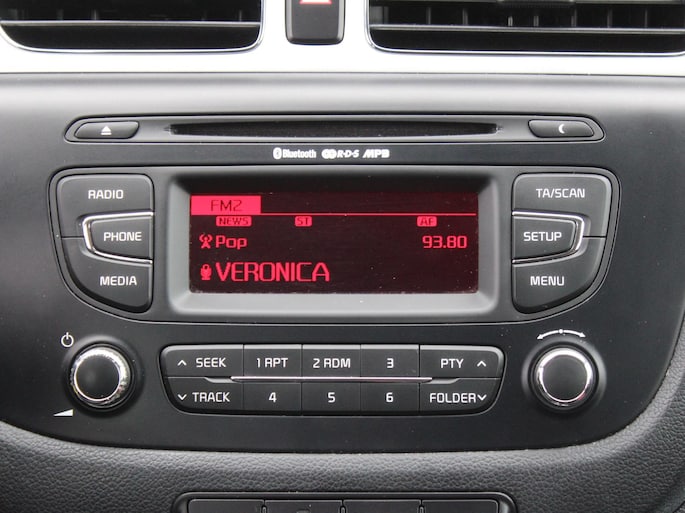 Bluetooth R·D·S MP3
RADIO
PHONE
MEDIA
FM2
NEWS ST AF
Pop 93.80
VERONICA
TA/SCAN
SETUP
MENU
SEEK 1 RPT 2 RDM 3 PTY
TRACK 4 5 6 FOLDER